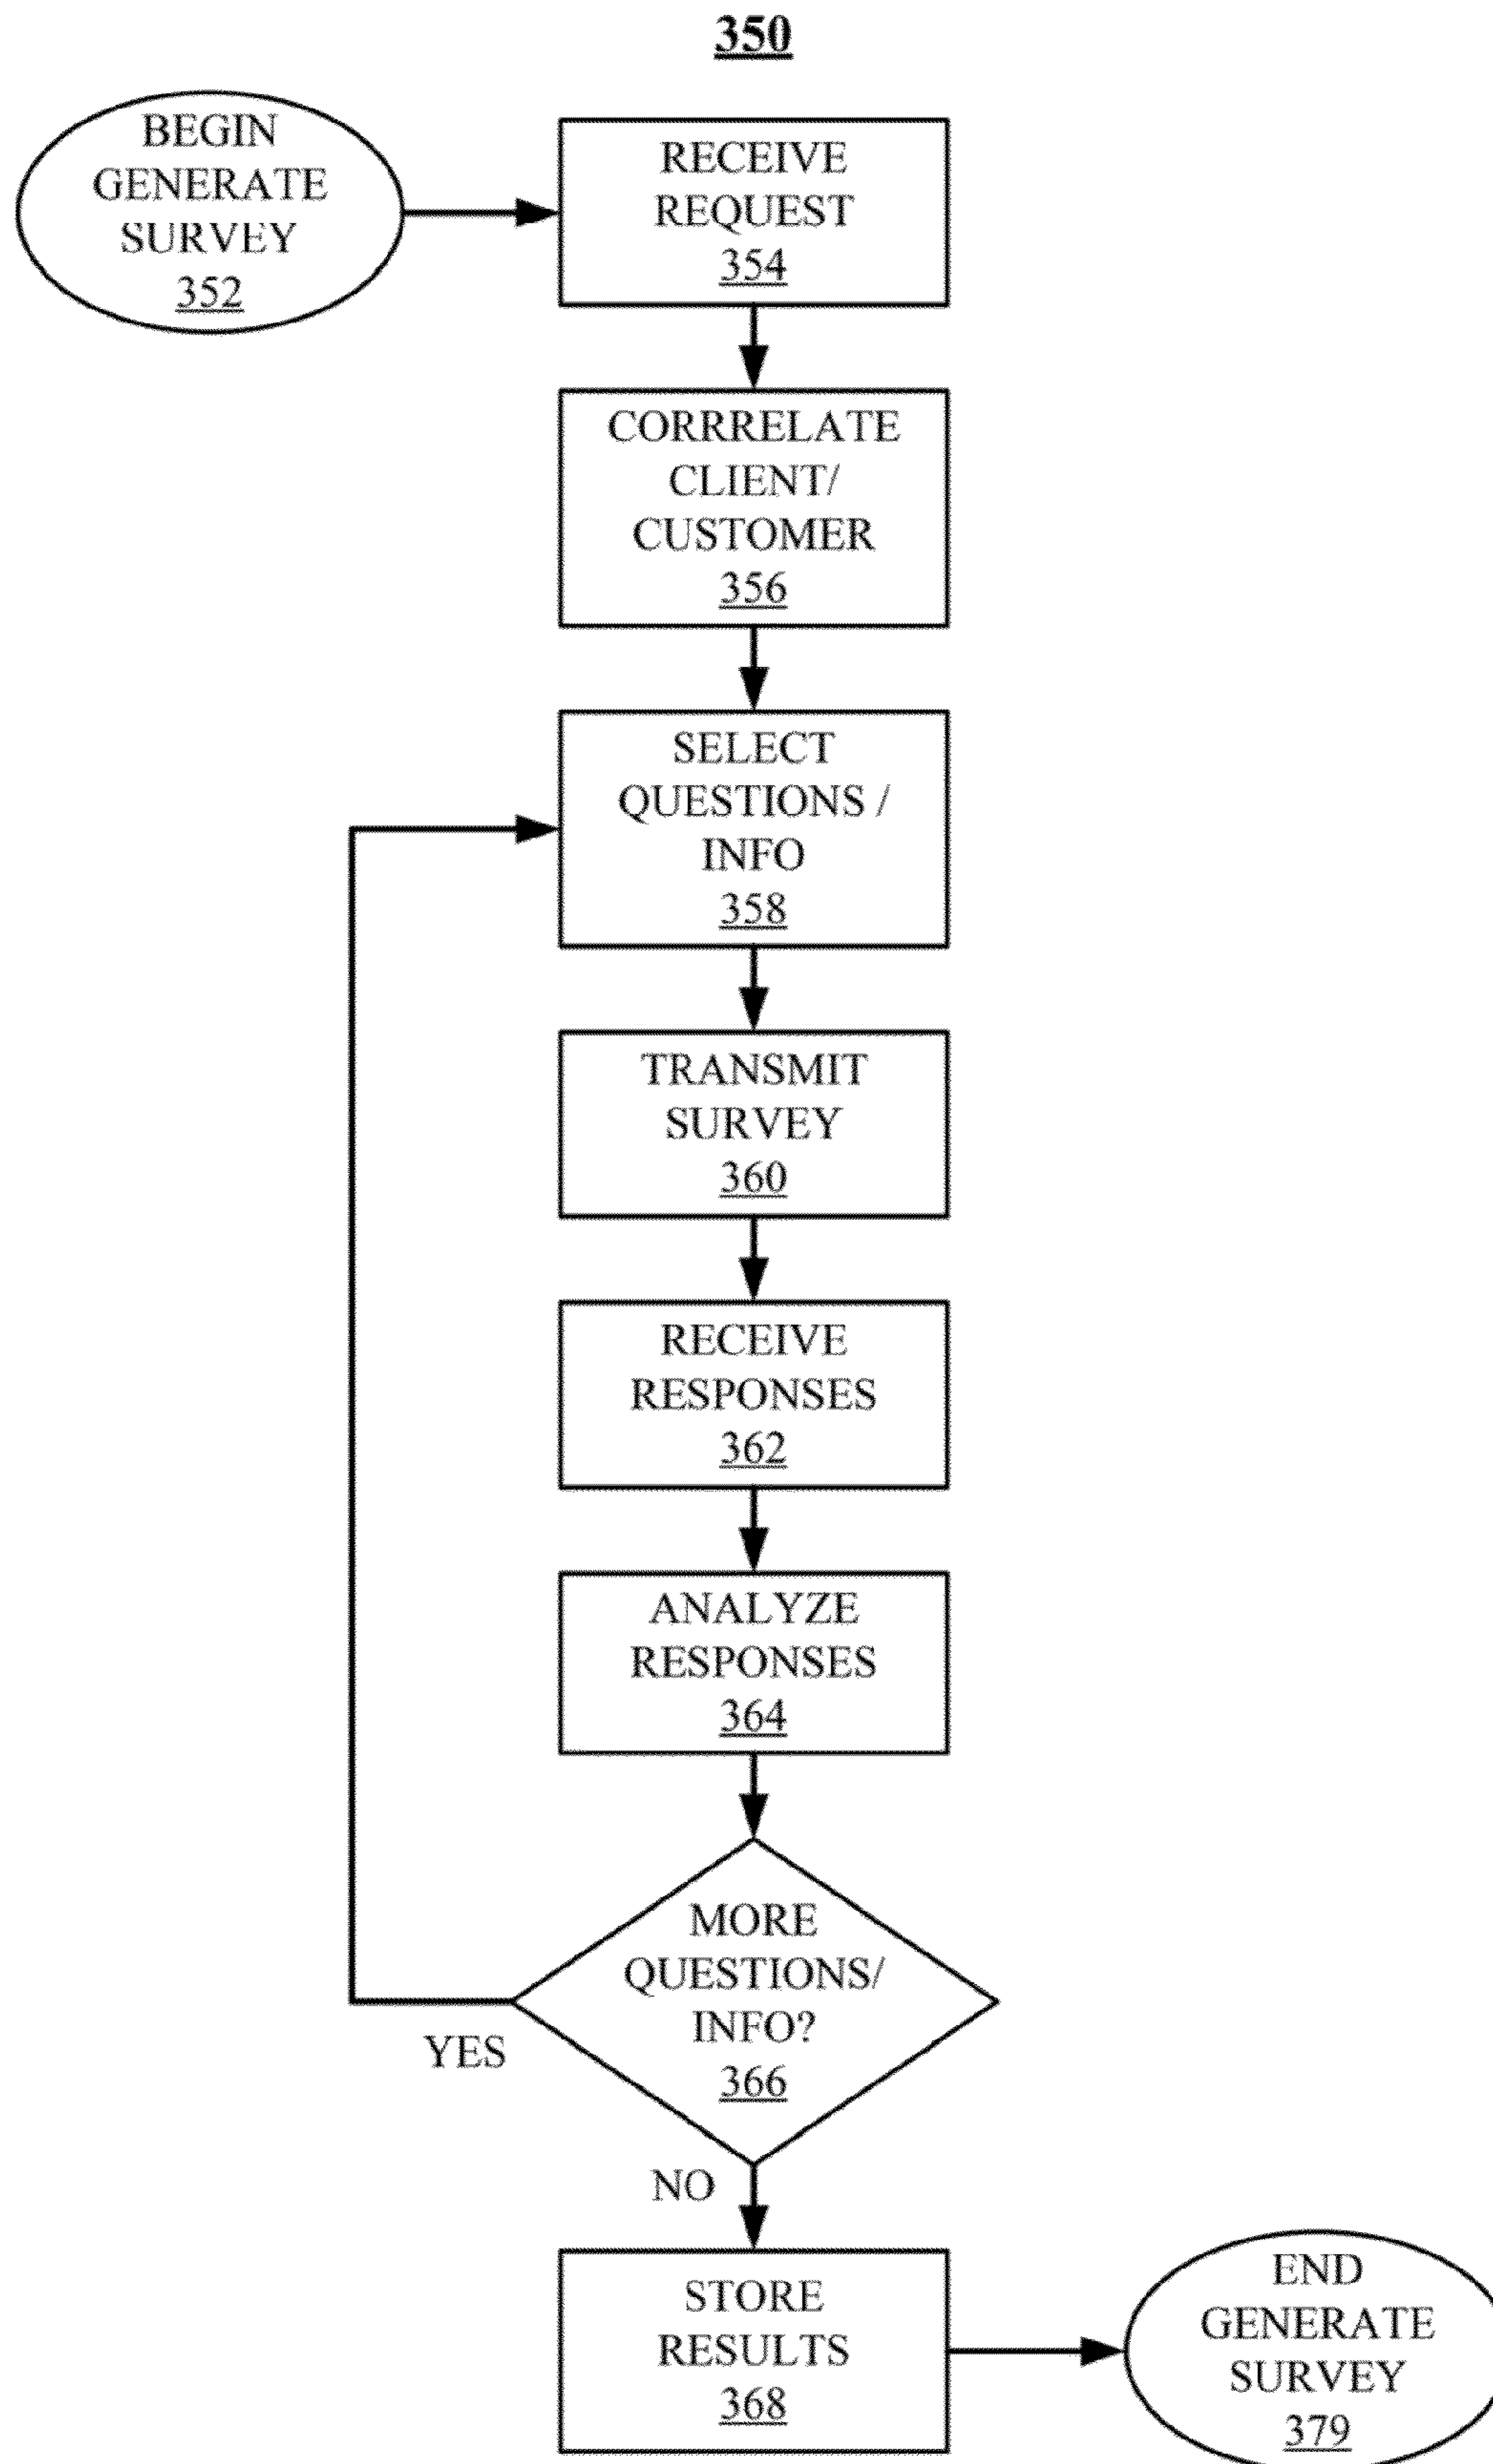 350
BEGIN
GENERATE
SURVEY
352
RECEIVE
REQUEST
354
CORRRELATE
CLIENT/
CUSTOMER
356
SELECT
QUESTIONS /
INFO
358
TRANSMIT
SURVEY
360
RECEIVE
RESPONSES
362
ANALYZE
RESPONSES
364
MORE
QUESTIONS/
INFO?
366
YES
NO
STORE
RESULTS
368
END
GENERATE
SURVEY
379